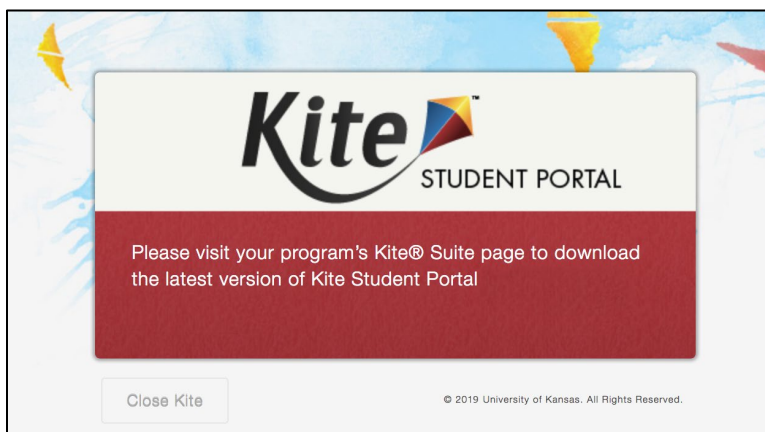 Kite™
STUDENT PORTAL
Please visit your program's Kite® Suite page to download
the latest version of Kite Student Portal
Close Kite
© 2019 University of Kansas. All Rights Reserved.